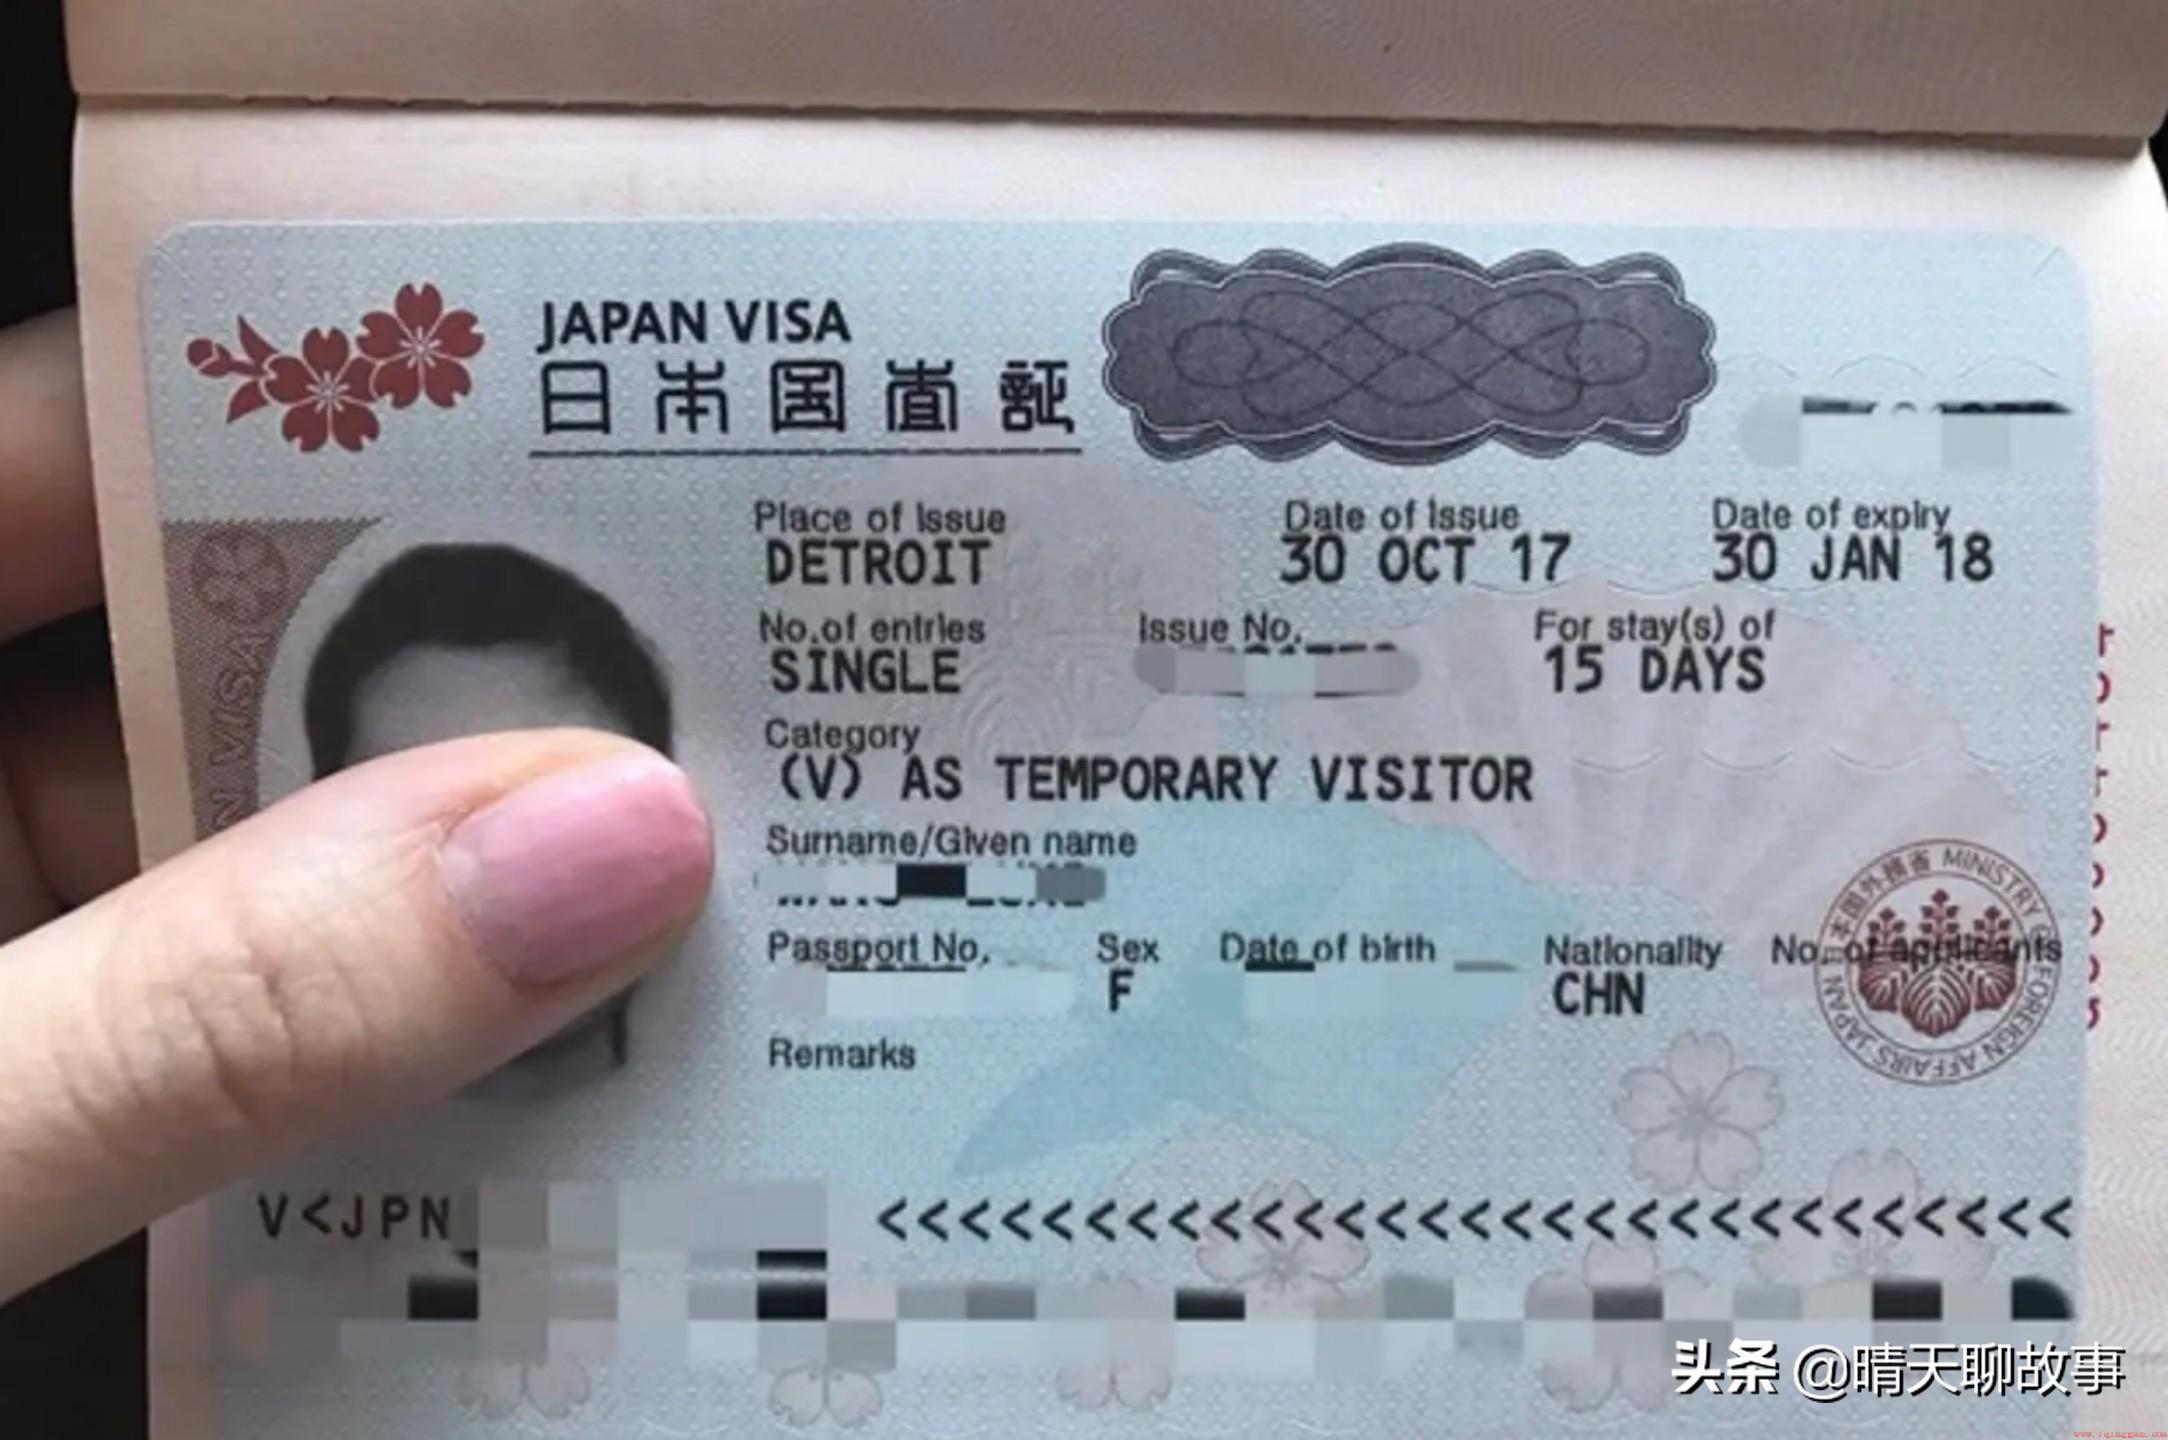 JAPAN VISA
日本国査証
Place of issue
DETROIT
Date of issue
30 OCT 17
Date of expiry
30 JAN 18
No.of entries
SINGLE
Issue No.
For stay(s) of
15 DAYS
Category
(V) AS TEMPORARY VISITOR
Surname/Given name
Passport No.
Sex
F
Date of birth
Nationality
CHN
No. of applicants
Remarks
日本国外務省 MINISTRY OF FOREIGN AFFAIRS JAPAN
V<JPN
<<<<<<<<<<<<<<<<<<<<<<<<<<<<<
头条 @晴天聊故事
www.7qinggan.com